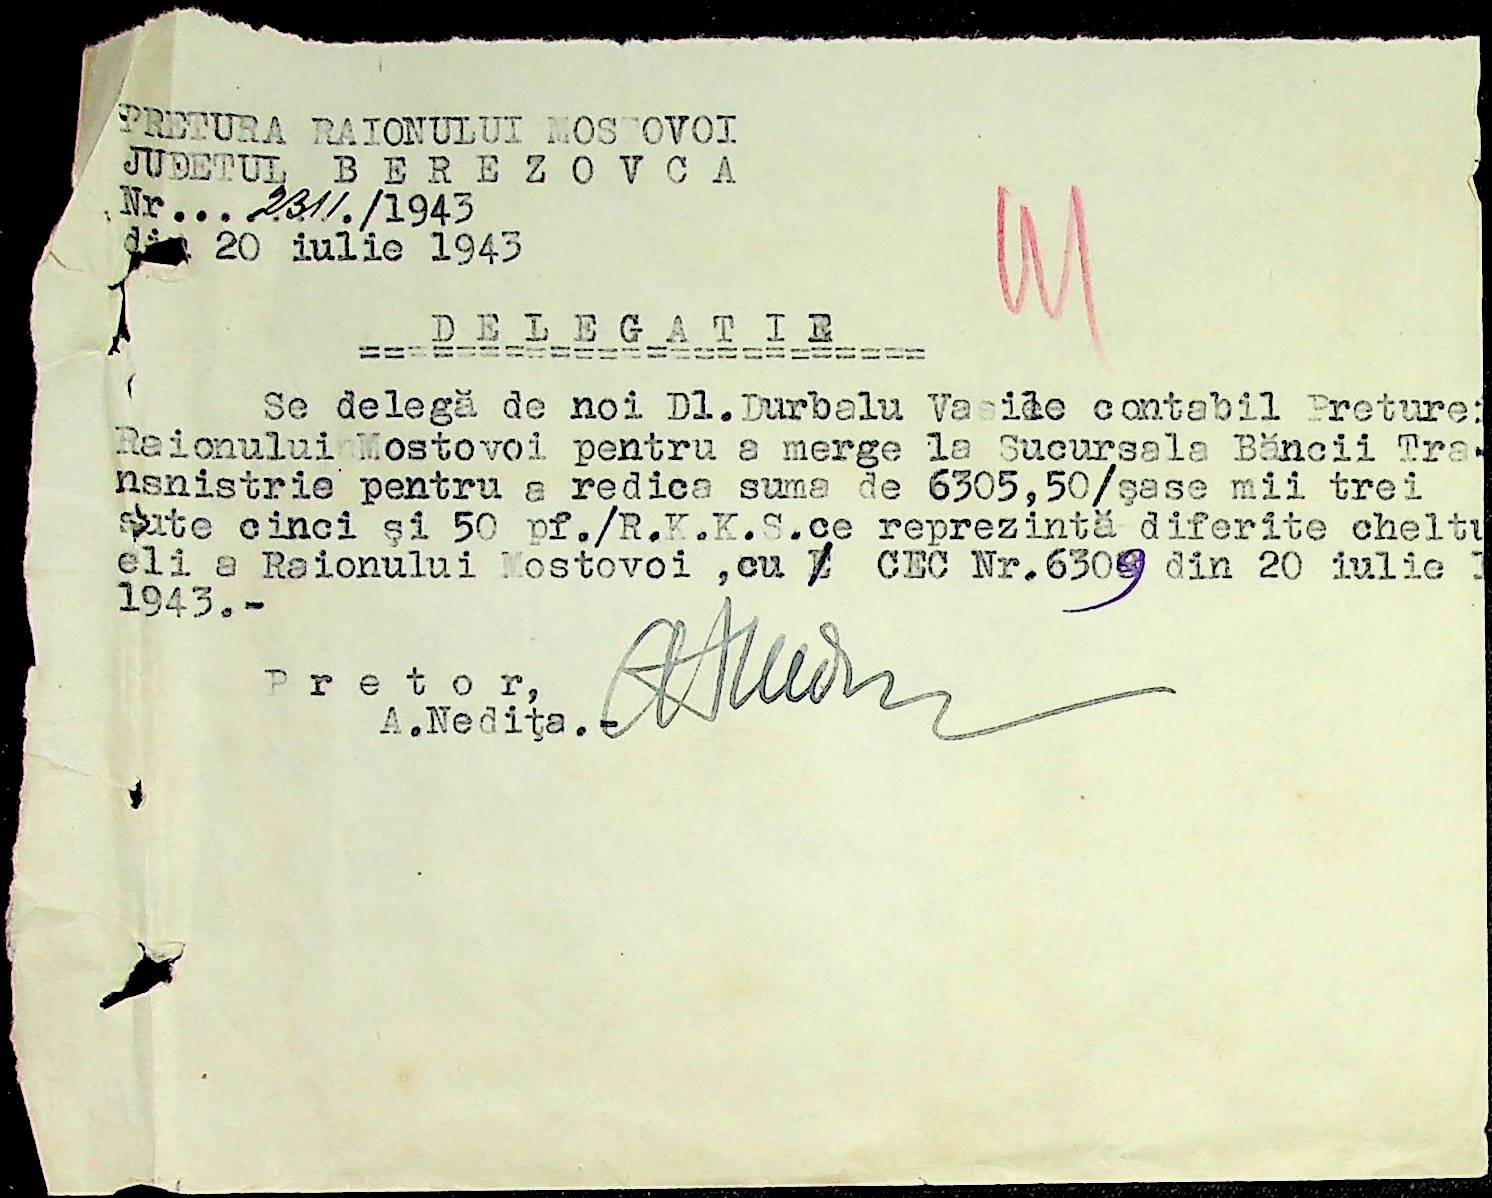 PRETURA RAIONULUI MOSTOVOI
JUDETUL B E R E Z O V C A
Nr....2311./1943
din 20 iulie 1943
D E L E G A T I E
========================
Se delegă de noi Dl.Durbalu Vasile contabil Preturei
Raionului Mostovoi pentru a merge la Sucursala Băncii Tra-
nsnistrie pentru a redica suma de 6305,50/şase mii trei
sute cinci şi 50 pf./R.K.K.S.ce reprezintă diferite cheltu
eli a Raionului Mostovoi ,cu CEC Nr.6309 din 20 iulie 1
1943.-
P r e t o r,
A.Nediţa.-